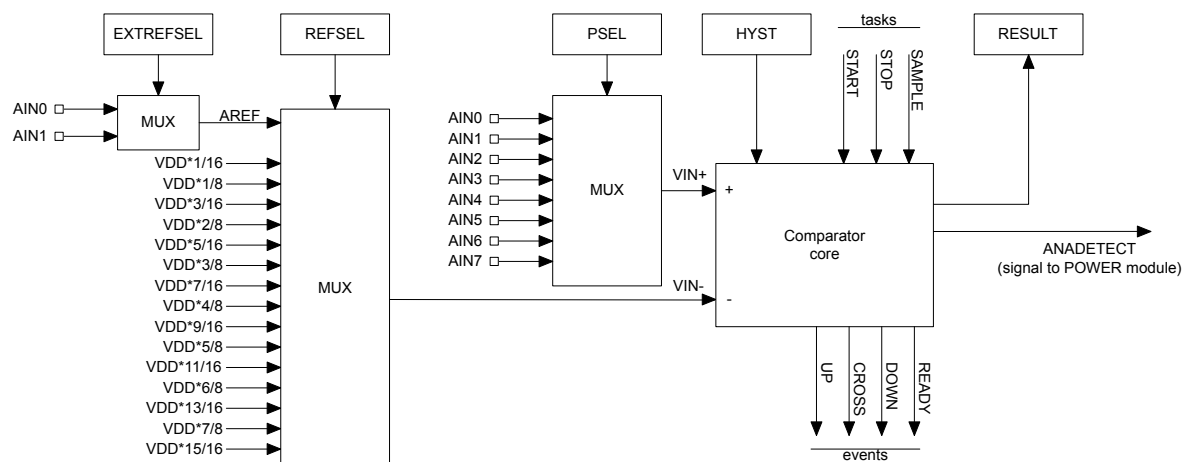 EXTREFSEL
REFSEL
PSEL
HYST
tasks
RESULT
START
STOP
SAMPLE
AIN0
AIN1
MUX
AREF
VDD*1/16
VDD*1/8
VDD*3/16
VDD*2/8
VDD*5/16
VDD*3/8
VDD*7/16
VDD*4/8
VDD*9/16
VDD*5/8
VDD*11/16
VDD*6/8
VDD*13/16
VDD*7/8
VDD*15/16
MUX
AIN0
AIN1
AIN2
AIN3
AIN4
AIN5
AIN6
AIN7
MUX
VIN+
VIN-
+
-
Comparator
core
ANADETECT
(signal to POWER module)
UP
CROSS
DOWN
READY
events